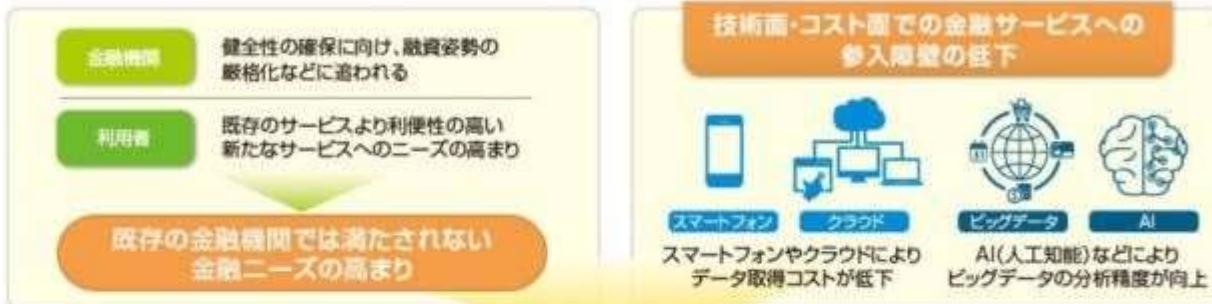 金融機関
健全性の確保に向け、融資姿勢の
厳格化などに追われる
利用者
既存のサービスより利便性の高い
新たなサービスへのニーズの高まり
既存の金融機関では満たされない
金融ニーズの高まり
技術面・コスト面での金融サービスへの
参入障壁の低下
スマートフォン
クラウド
ビッグデータ
AI
スマートフォンやクラウドにより
データ取得コストが低下
AI(人工知能)などにより
ビッグデータの分析精度が向上